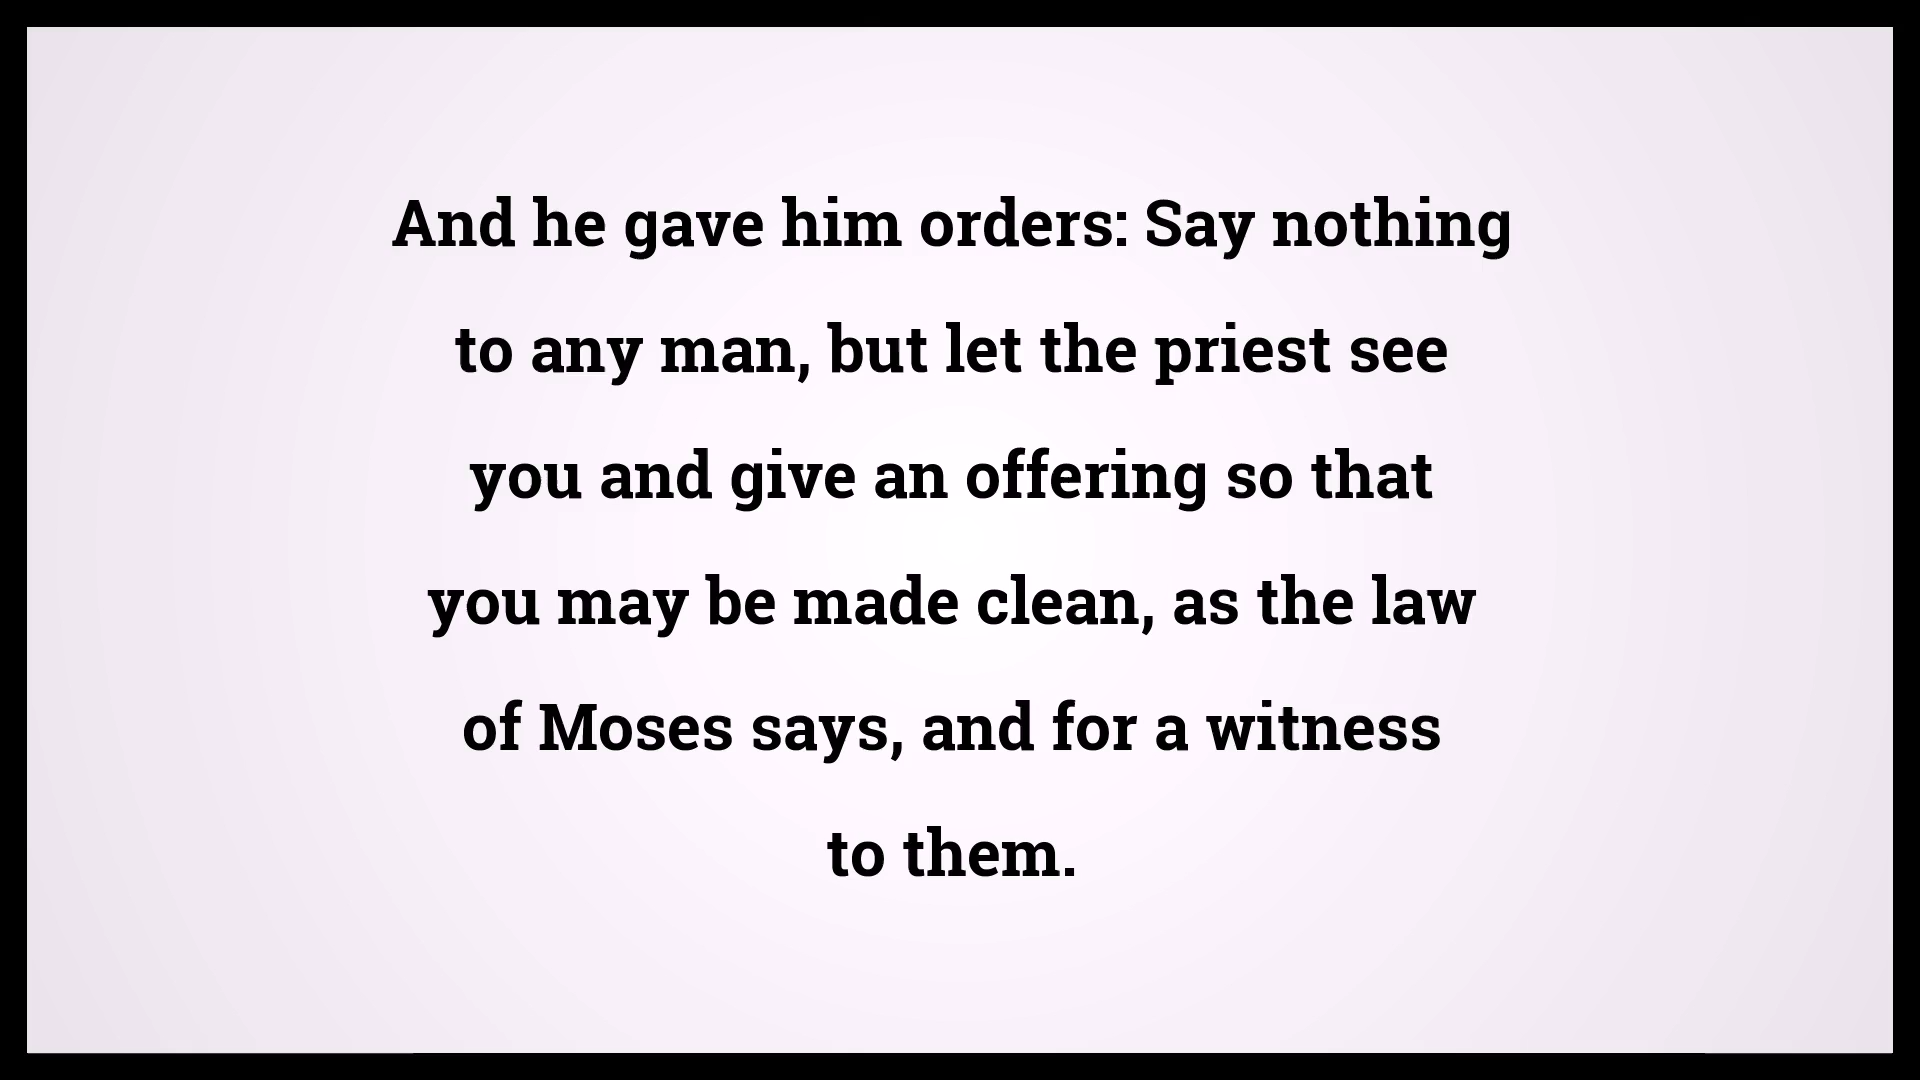 And he gave him orders: Say nothing
to any man, but let the priest see
you and give an offering so that
you may be made clean, as the law
of Moses says, and for a witness
to them.